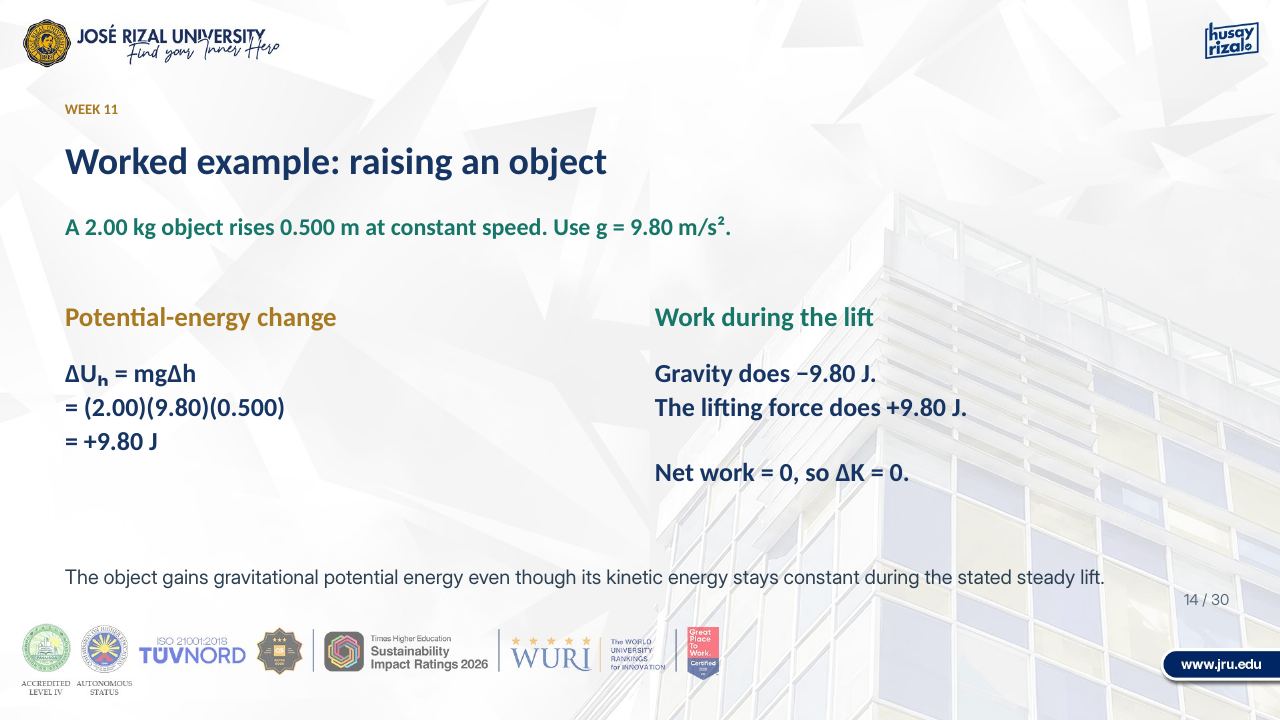 JOSÉ RIZAL UNIVERSITY
Find your Inner Hero
husay
rizal
WEEK 11
Worked example: raising an object
A 2.00 kg object rises 0.500 m at constant speed. Use g = 9.80 m/s².
Potential-energy change
ΔUₕ = mgΔh
= (2.00)(9.80)(0.500)
= +9.80 J
Work during the lift
Gravity does −9.80 J.
The lifting force does +9.80 J.
Net work = 0, so ΔK = 0.
The object gains gravitational potential energy even though its kinetic energy stays constant during the stated steady lift.
14 / 30
ACCREDITED
LEVEL IV
AUTONOMOUS
STATUS
ISO 21001:2018
TÜVNORD
Times Higher Education
Sustainability
Impact Ratings 2026
WURI
The WORLD
UNIVERSITY
RANKINGS
for INNOVATION
Great
Place
To
Work.
Certified
www.jru.edu